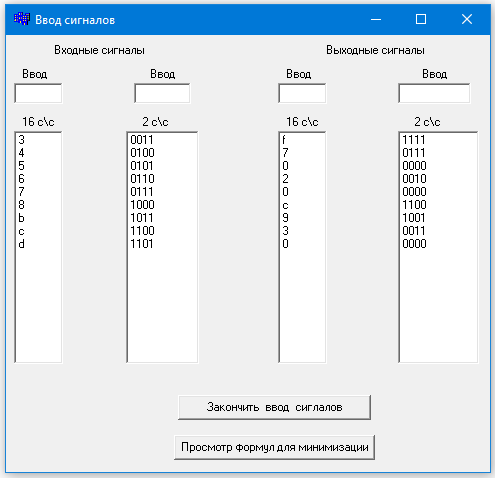 Ввод сигналов
Входные сигналы Выходные сигналы
Ввод Ввод Ввод Ввод
16 с\с 2 с\с 16 с\с 2 с\с
3 0011 f 1111
4 0100 7 0111
5 0101 0 0000
6 0110 2 0010
7 0111 0 0000
8 1000 c 1100
b 1011 9 1001
c 1100 3 0011
d 1101 0 0000
Закончить ввод сиглалов
Просмотр формул для минимизации